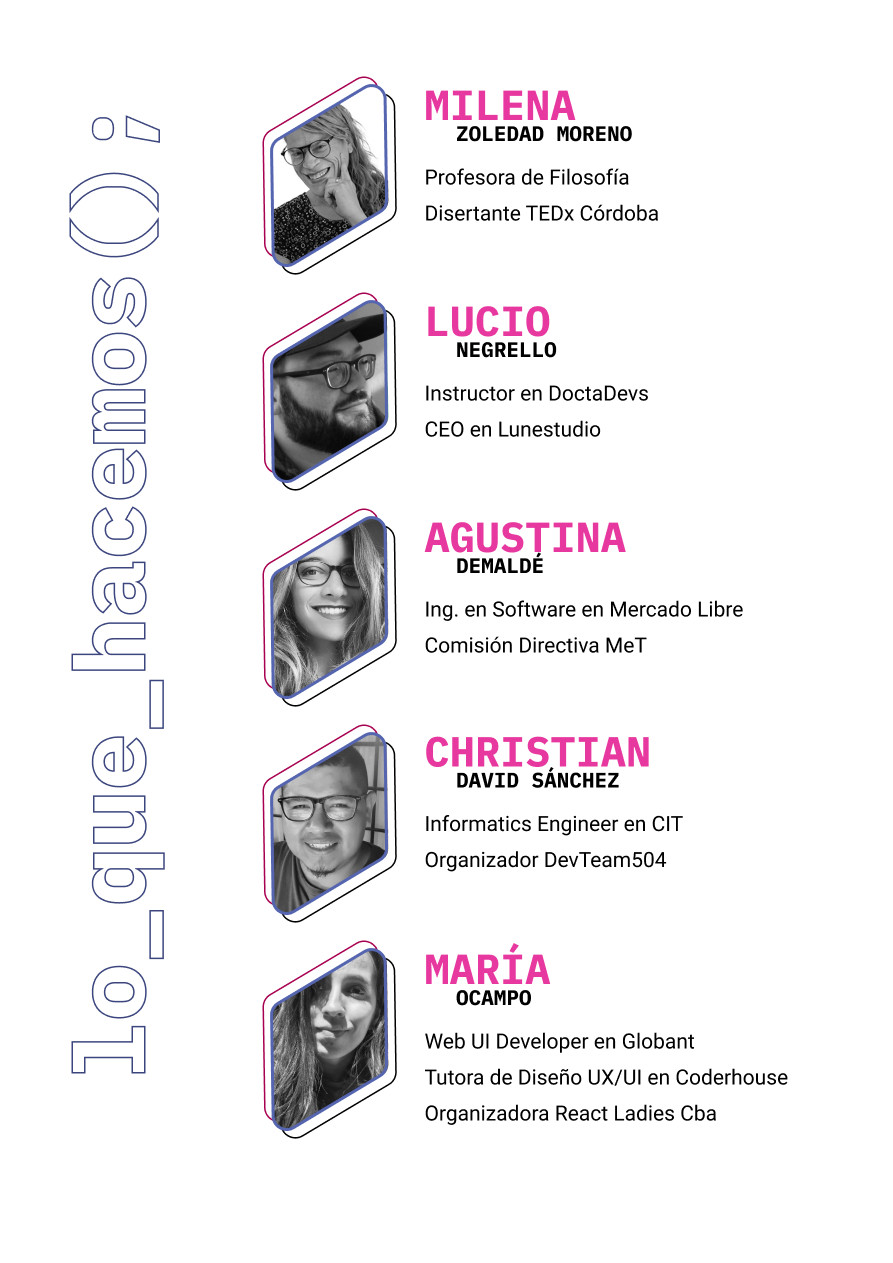 lo_que_hacemos();
MILENA
ZOLEDAD MORENO
Profesora de Filosofía
Disertante TEDx Córdoba
LUCIO
NEGRELLO
Instructor en DoctaDevs
CEO en Lunestudio
AGUSTINA
DEMALDÉ
Ing. en Software en Mercado Libre
Comisión Directiva MeT
CHRISTIAN
DAVID SÁNCHEZ
Informatics Engineer en CIT
Organizador DevTeam504
MARÍA
OCAMPO
Web UI Developer en Globant
Tutora de Diseño UX/UI en Coderhouse
Organizadora React Ladies Cba